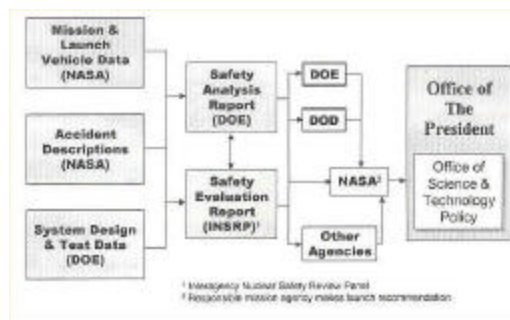 Mission &
Launch
Vehicle Data
(NASA)
Accident
Descriptions
(NASA)
System Design
& Test Data
(DOE)
Safety
Analysis
Report
(DOE)
Safety
Evaluation
Report
(INSRP)¹
DOE
DOD
NASA²
Other
Agencies
Office of
The
President
Office of
Science &
Technology
Policy
¹ Interagency Nuclear Safety Review Panel
² Responsible mission agency makes launch recommendation